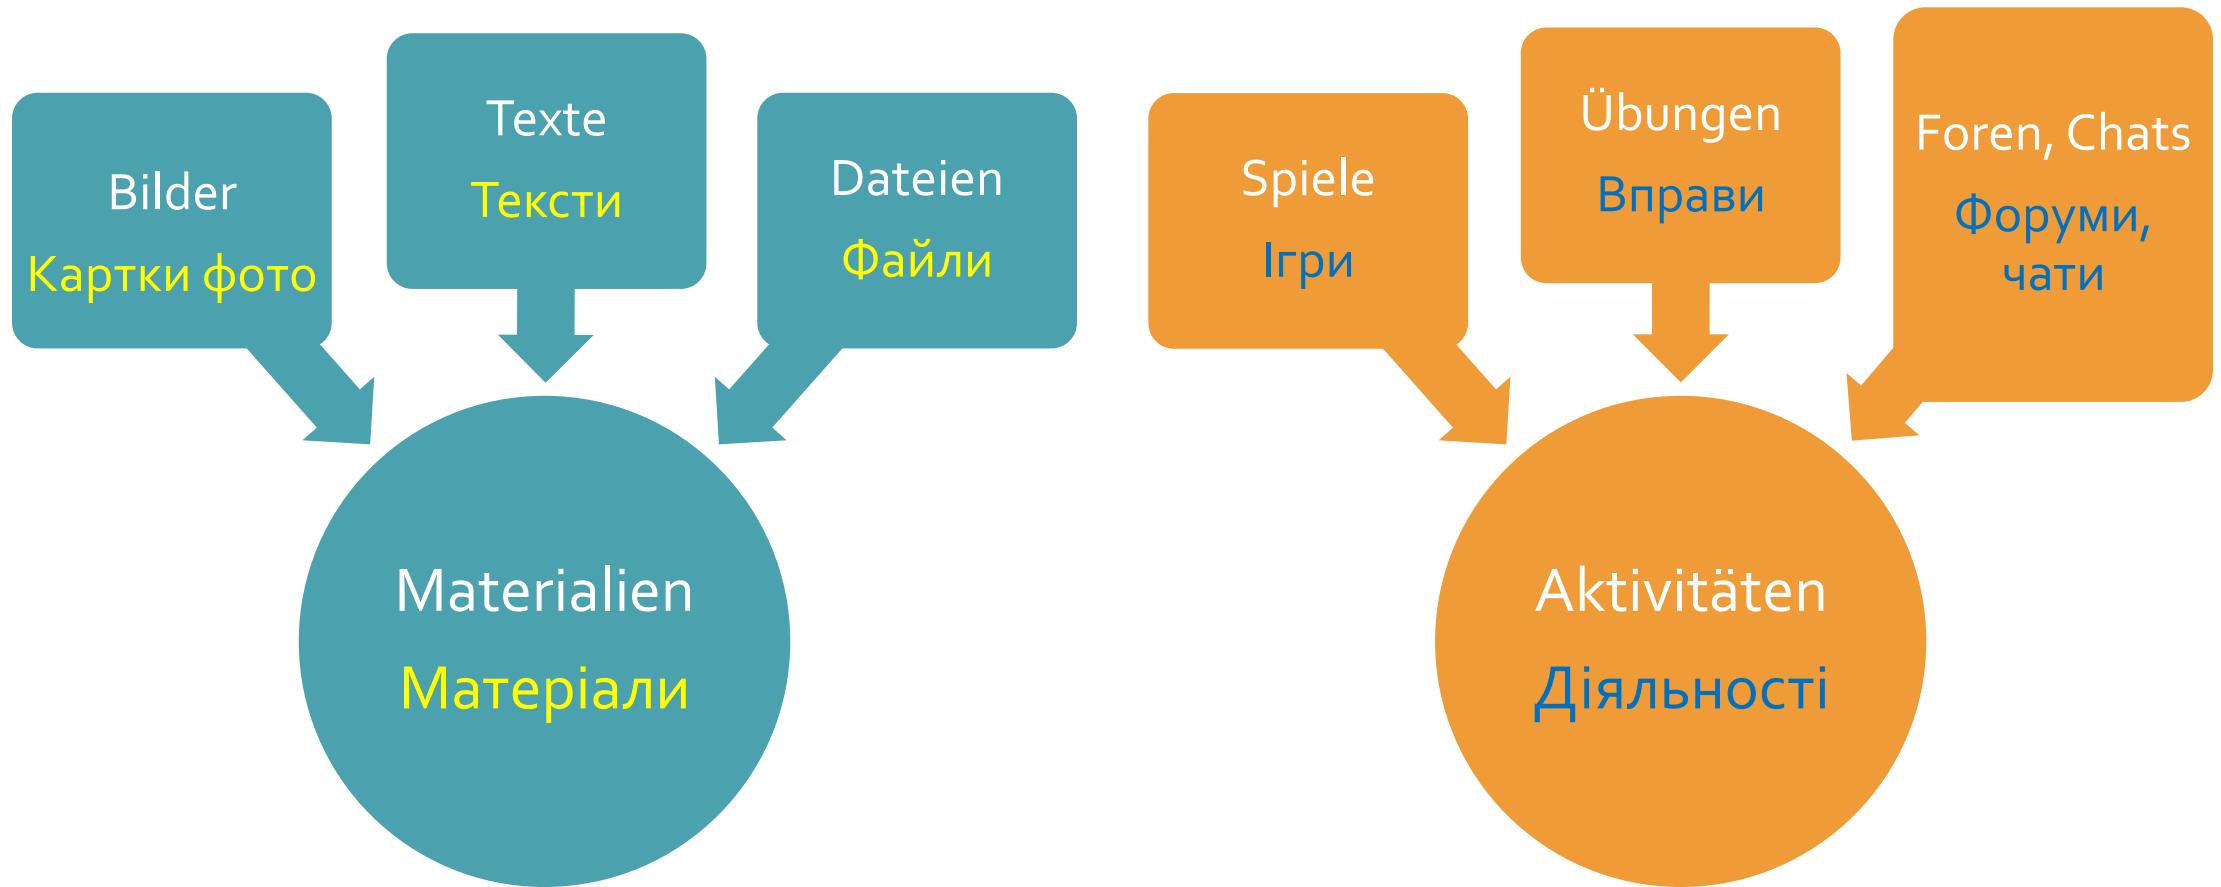 Bilder
Картки фото
Texte
Тексти
Dateien
Файли
Materialien
Матеріали
Spiele
Ігри
Übungen
Вправи
Foren, Chats
Форуми,
чати
Aktivitäten
Діяльності